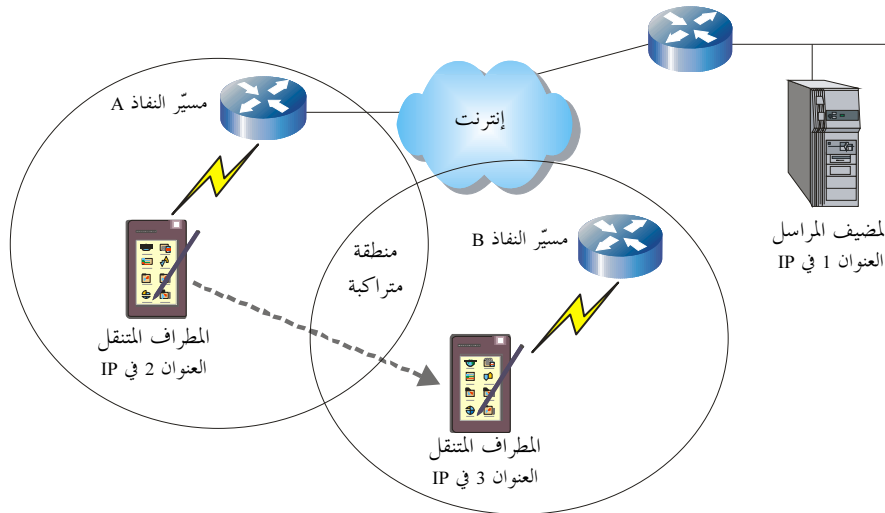 مسيّر النفاذ A
إنترنت
مسيّر النفاذ B
منطقة
متراكبة
لمضيف المراسل
العنوان 1 في IP
المطراف المتنقل
العنوان 2 في IP
المطراف المتنقل
العنوان 3 في IP